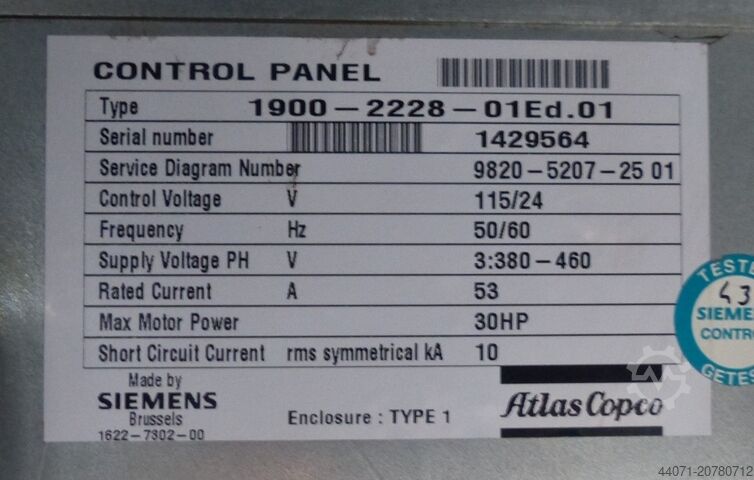 CONTROL PANEL
Type 1900-2228-01Ed.01
Serial number 1429564
Service Diagram Number 9820-5207-25 01
Control Voltage V 115/24
Frequency Hz 50/60
Supply Voltage PH V 3:380-460
Rated Current A 53
Max Motor Power 30HP
Short Circuit Current rms symmetrical kA 10
Made by
SIEMENS
Brussels
1622-7302-00
Enclosure : TYPE 1
Atlas Copco
TESTE
43
SIEME
CONTR
GETES
44071-20780712